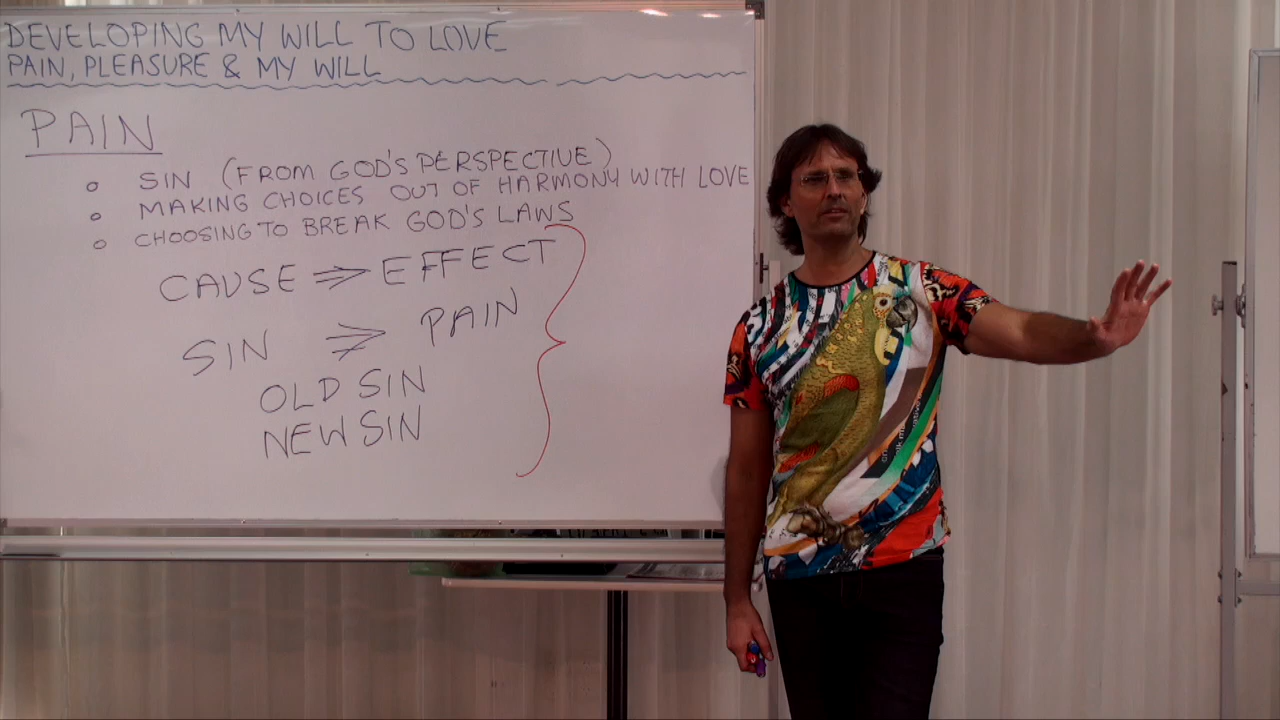 DEVELOPING MY WILL TO LOVE
PAIN, PLEASURE & MY WILL
PAIN
SIN (FROM GOD'S PERSPECTIVE)
MAKING CHOICES OUT OF HARMONY WITH LOVE
CHOOSING TO BREAK GOD'S LAWS
CAUSE ⇒ EFFECT
SIN ⇒ PAIN
OLD SIN
NEW SIN